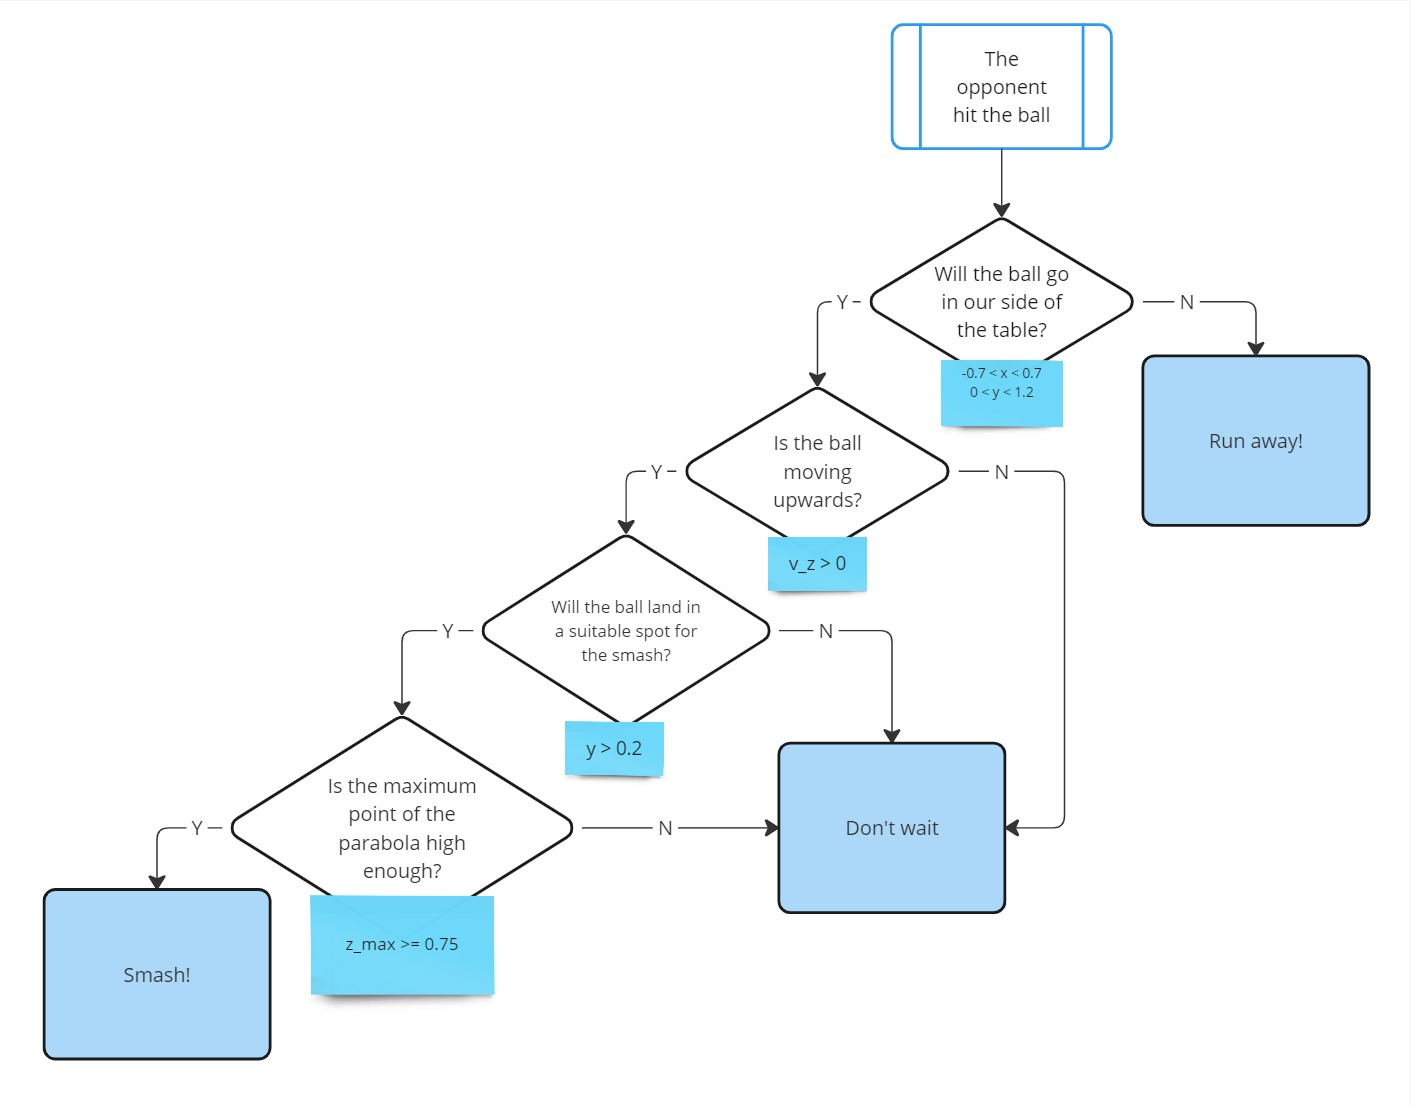 The
opponent
hit the ball
Will the ball go
in our side of
the table?
Y
N
-0.7 < x < 0.7
0 < y < 1.2
Run away!
Is the ball
moving
upwards?
Y
N
v_z > 0
Will the ball land in
a suitable spot for
the smash?
Y
N
y > 0.2
Is the maximum
point of the
parabola high
enough?
Y
N
Don't wait
z_max >= 0.75
Smash!